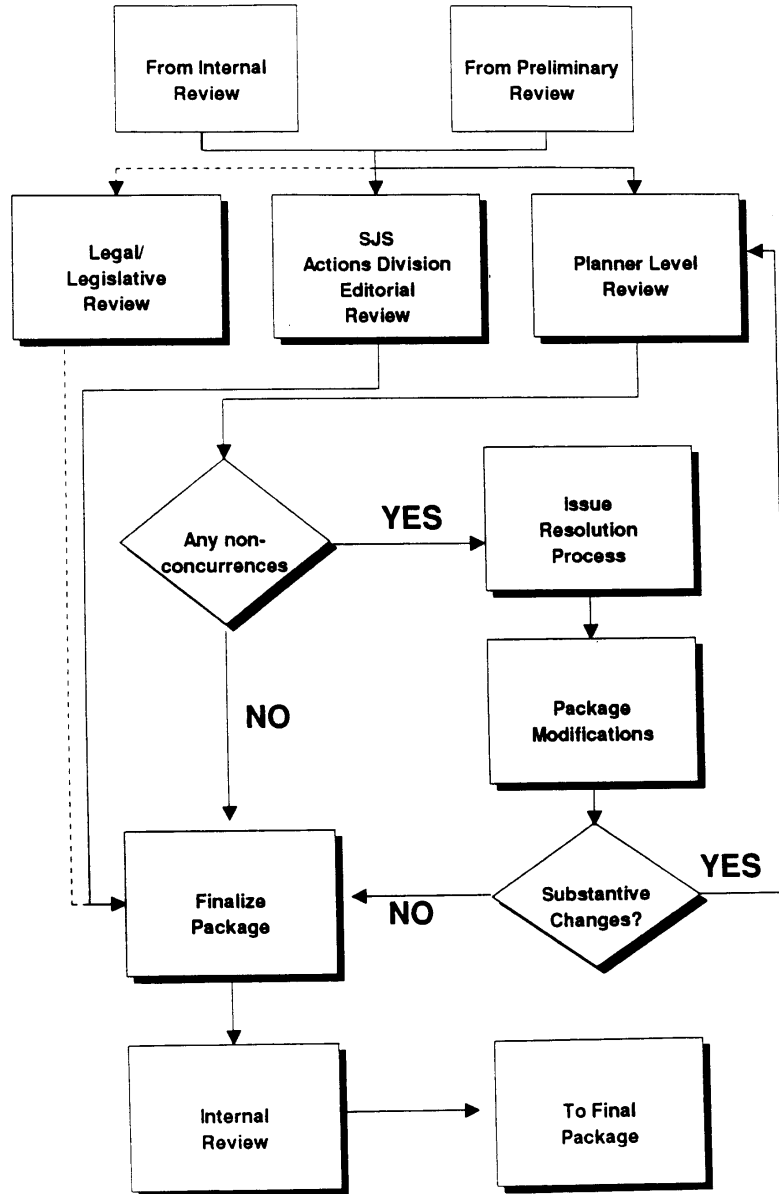 From Internal
Review
From Preliminary
Review
Legal/
Legislative
Review
SJS
Actions Division
Editorial
Review
Planner Level
Review
Any non-
concurrences
YES
Issue
Resolution
Process
NO
Package
Modifications
Finalize
Package
NO
Substantive
Changes?
YES
Internal
Review
To Final
Package